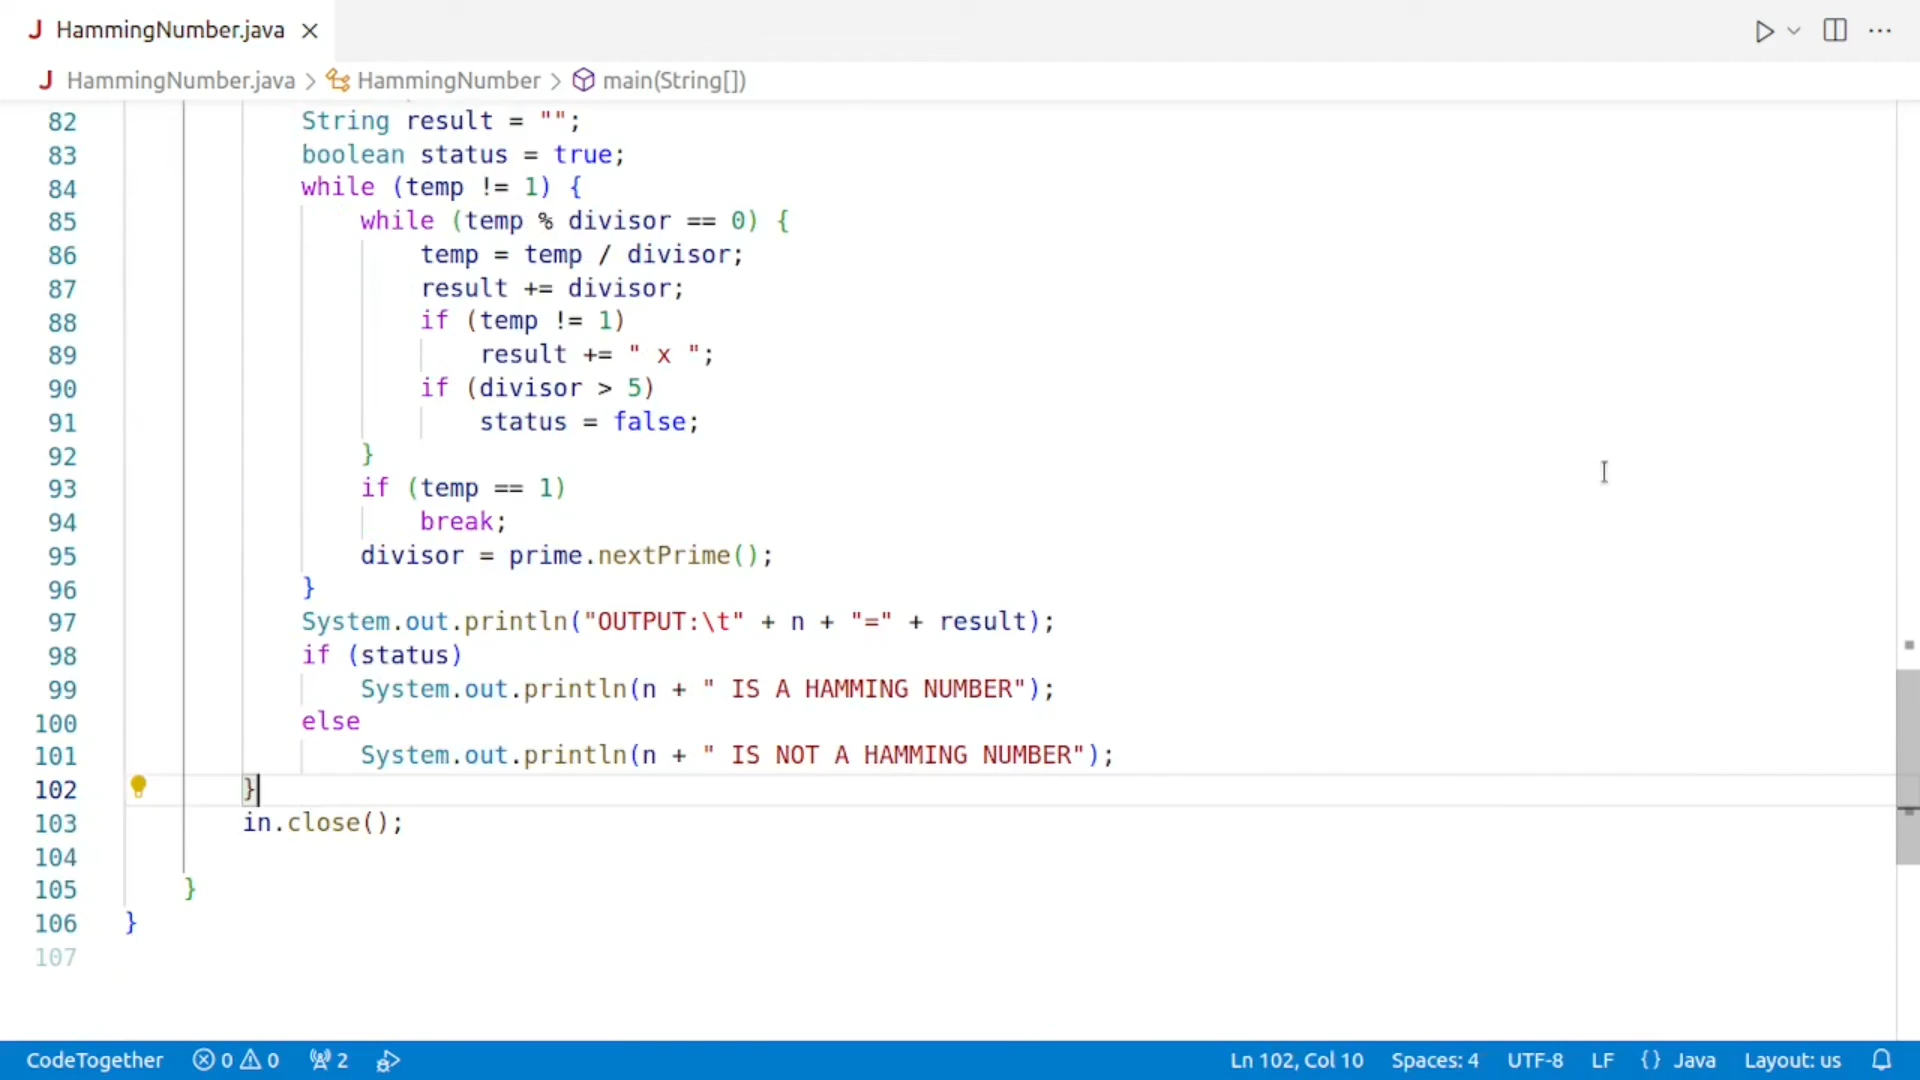 HammingNumber.java
HammingNumber.java > HammingNumber > main(String[])
82 String result = "";
83 boolean status = true;
84 while (temp != 1) {
85 while (temp % divisor == 0) {
86 temp = temp / divisor;
87 result += divisor;
88 if (temp != 1)
89 result += " x ";
90 if (divisor > 5)
91 status = false;
92 }
93 if (temp == 1)
94 break;
95 divisor = prime.nextPrime();
96 }
97 System.out.println("OUTPUT:\t" + n + "=" + result);
98 if (status)
99 System.out.println(n + " IS A HAMMING NUMBER");
100 else
101 System.out.println(n + " IS NOT A HAMMING NUMBER");
102 }
103 in.close();
104
105 }
106 }
107
CodeTogether 0 0 2 Ln 102, Col 10 Spaces: 4 UTF-8 LF {} Java Layout: us